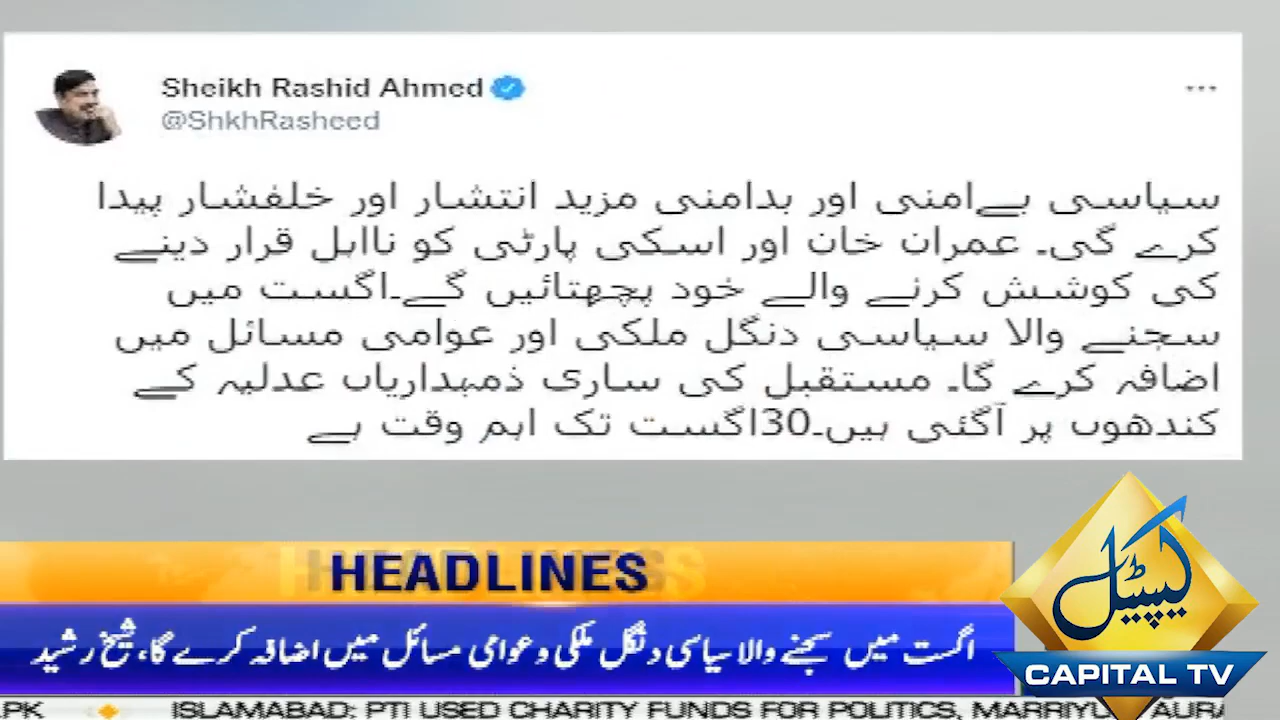 Sheikh Rashid Ahmed
@ShkhRasheed
سیاسی بےامنی اور بدامنی مزید انتشار اور خلفشار پیدا
کرے گی۔ عمران خان اور اسکی پارٹی کو نااہل قرار دینے
کی کوشش کرنے والے خود پچھتائیں گے۔اگست میں
سجنے والا سیاسی دنگل ملکی اور عوامی مسائل میں
اضافہ کرے گا۔ مستقبل کی ساری ذمہداریاں عدلیہ کے
کندھوں پر آگئی ہیں۔30اگست تک اہم وقت ہے
HEADLINES
اگست میں سجنے والا سیاسی دنگل ملکی و عوامی مسائل میں اضافہ کرے گا، شیخ رشید
کیپیٹل
CAPITAL TV
.PK ISLAMABAD: PTI USED CHARITY FUNDS FOR POLITICS, MARRIYU